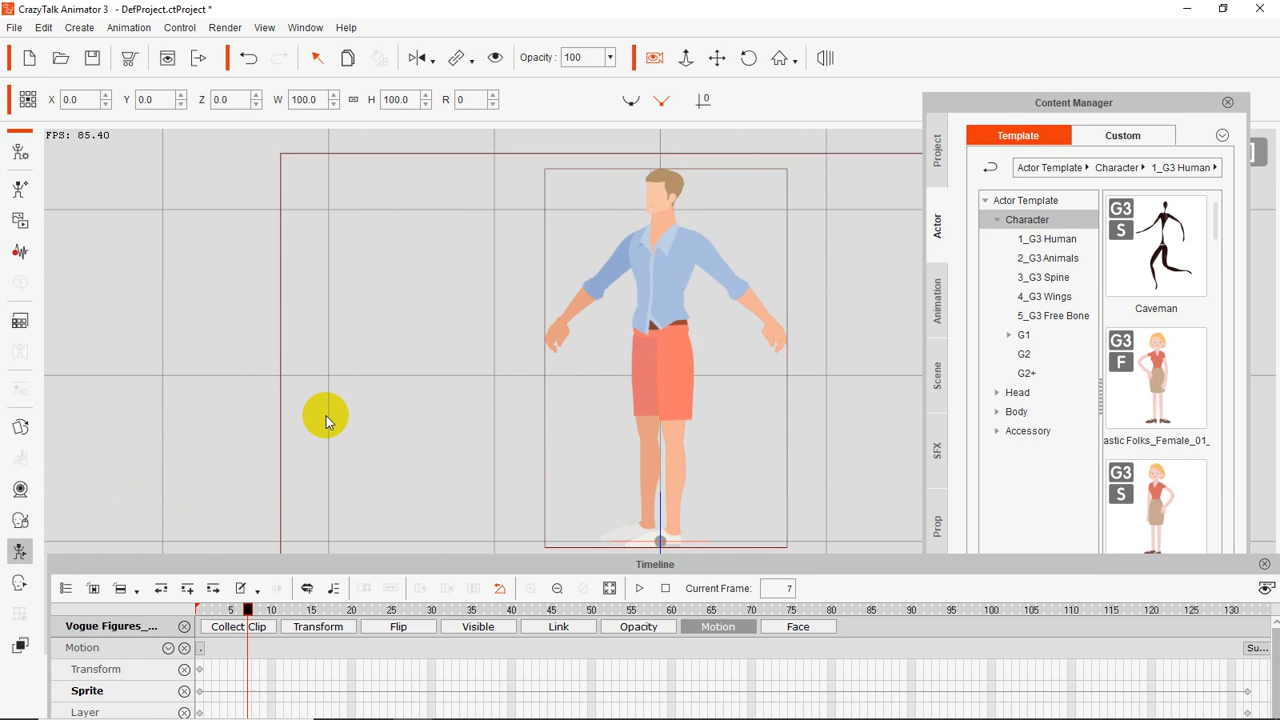 CrazyTalk Animator 3 - DefProject.ctProject *
File Edit Create Animation Control Render View Window Help
Opacity : 100
X 0.0 Y 0.0 Z 0.0 W 100.0 H 100.0 R 0
Content Manager
FPS: 85.40
Template Custom
Actor Template Character 1_G3 Human
Project
Actor
Animation
Scene
SFX
Prop
Actor Template
Character
1_G3 Human
2_G3 Animals
3_G3 Spine
4_G3 Wings
5_G3 Free Bone
G1
G2
G2+
Head
Body
Accessory
G3
S
Caveman
G3
F
astic Folks_Female_01_
G3
S
Timeline
Current Frame: 7
5 10 15 20 25 30 35 40 45 50 55 60 65 70 75 80 85 90 95 100 105 110 115 120 125 130
Vogue Figures_... Collect Clip Transform Flip Visible Link Opacity Motion Face
Motion . Su...
Transform
Sprite
Layer